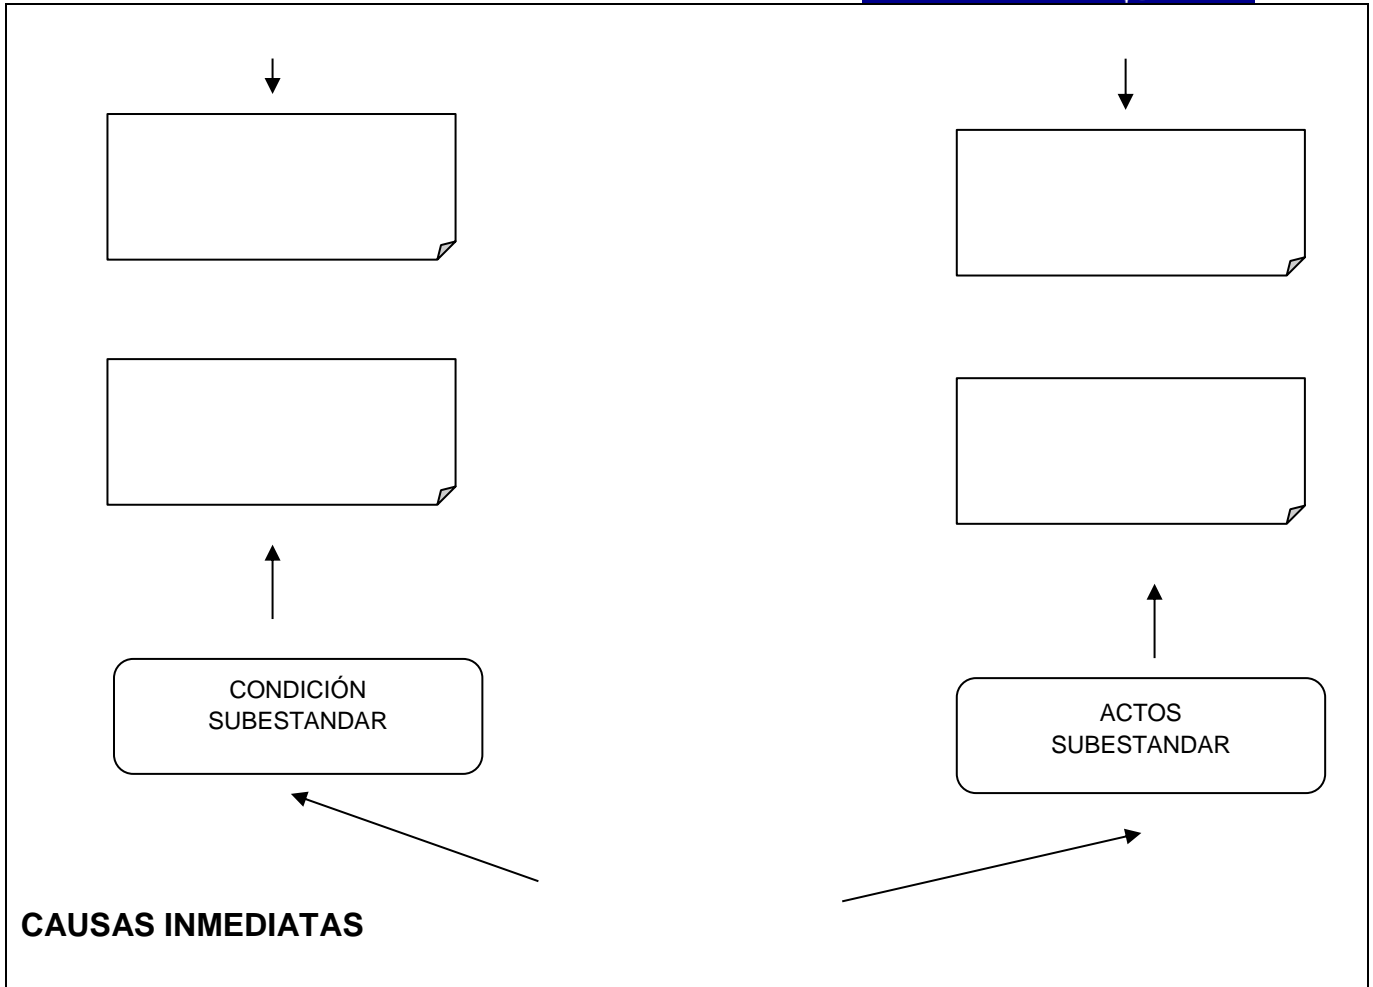 CONDICIÓN
SUBESTANDAR
ACTOS
SUBESTANDAR
CAUSAS INMEDIATAS